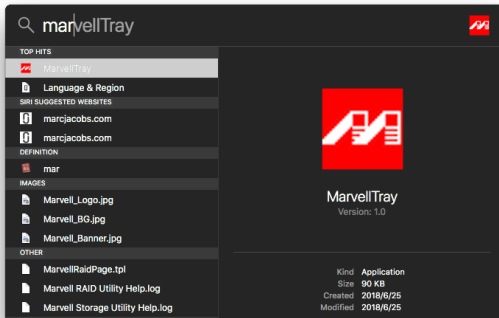 marvellTray
TOP HITS
MarvellTray
Language & Region
SIRI SUGGESTED WEBSITES
marcjacobs.com
marcjacobs.com
DEFINITION
mar
IMAGES
Marvell_Logo.jpg
Marvell_BG.jpg
Marvell_Banner.jpg
OTHER
MarvellRaidPage.tpl
Marvell RAID Utility Help.log
Marvell Storage Utility Help.log
MarvellTray
Version: 1.0
Kind Application
Size 90 KB
Created 2018/6/25
Modified 2018/6/25